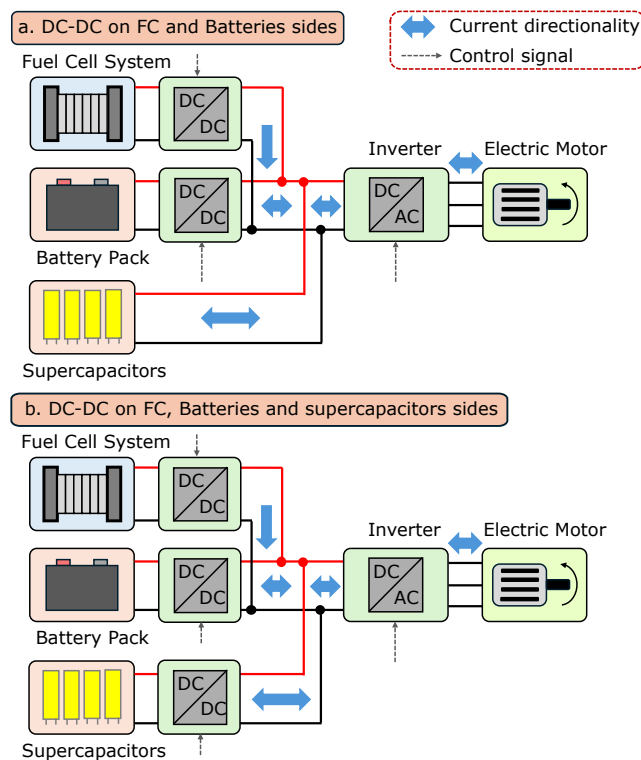 a. DC-DC on FC and Batteries sides
Current directionality
Control signal
Fuel Cell System
DC
DC
Inverter
Electric Motor
DC
DC
DC
AC
Battery Pack
Supercapacitors
b. DC-DC on FC, Batteries and supercapacitors sides
Fuel Cell System
DC
DC
Inverter
Electric Motor
DC
DC
DC
AC
Battery Pack
DC
DC
Supercapacitors